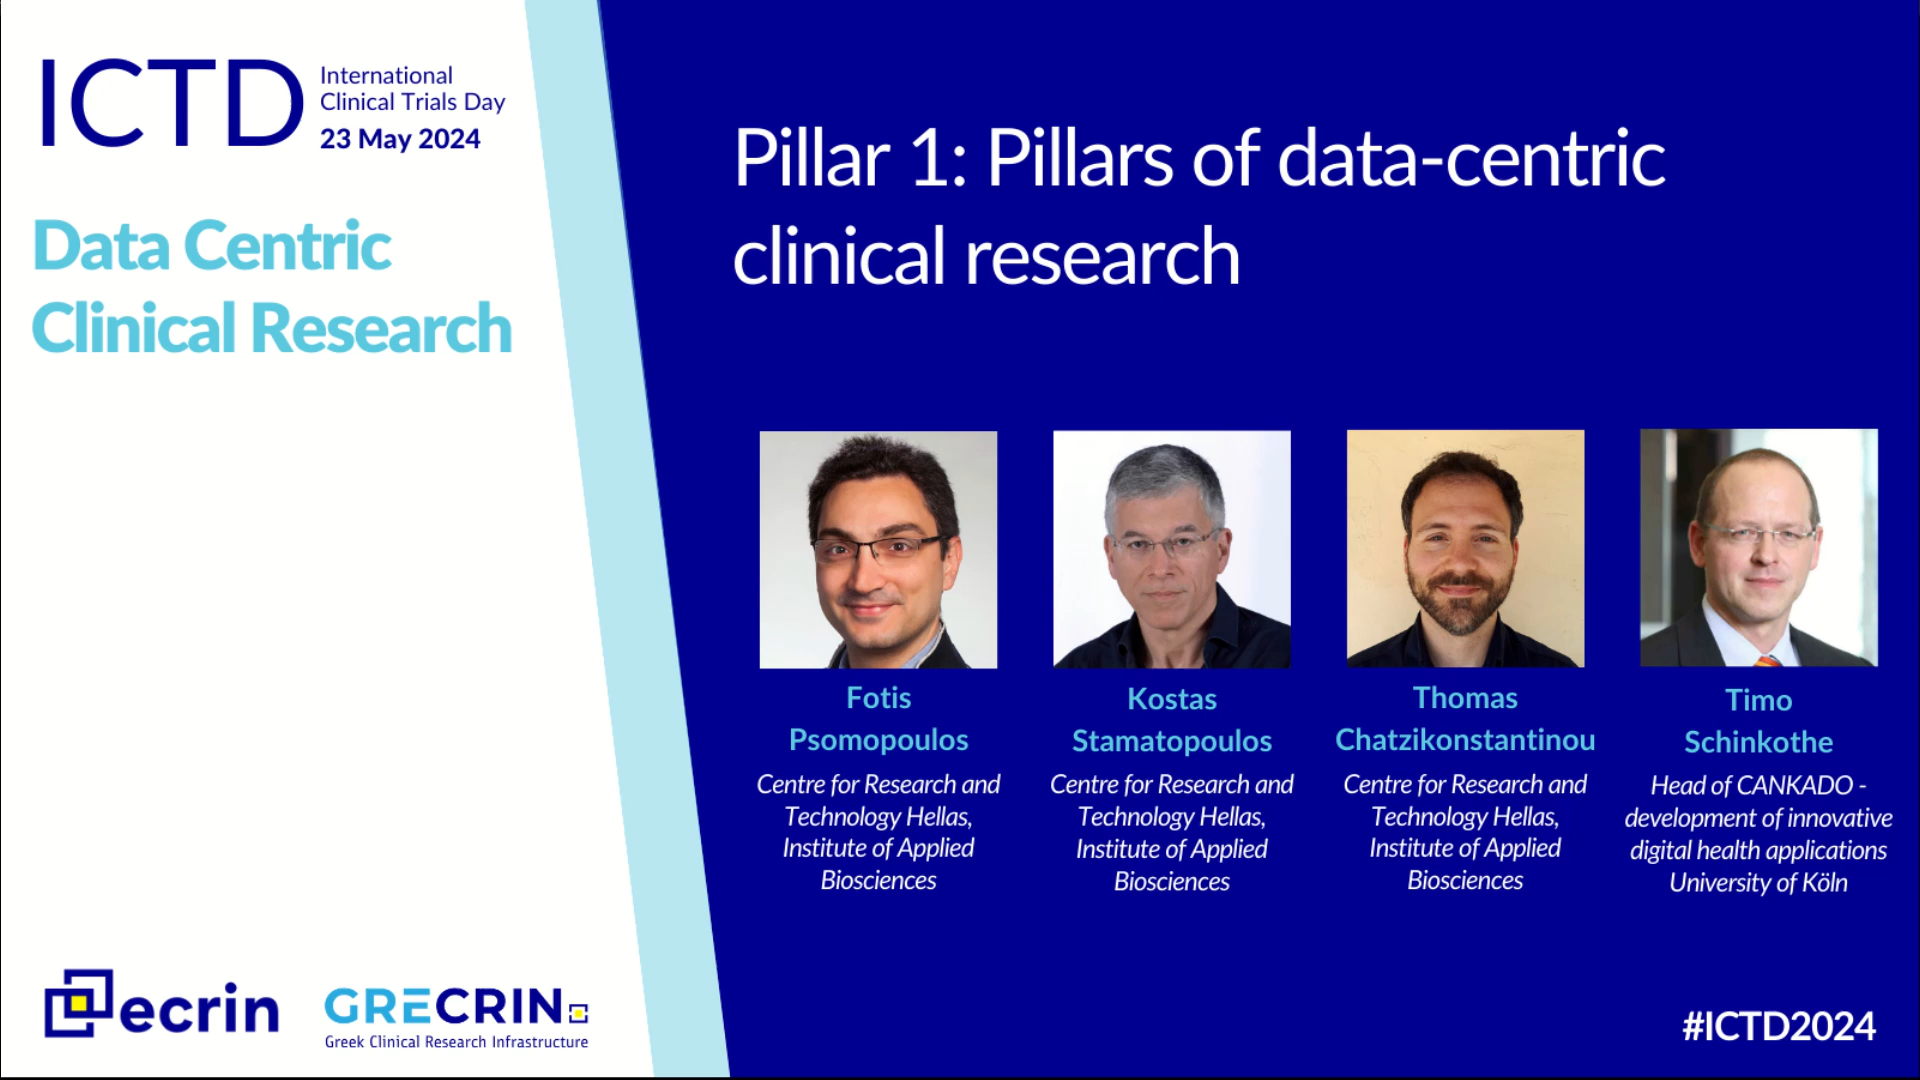 ICTD
International
Clinical Trials Day
23 May 2024
Data Centric
Clinical Research
Pillar 1: Pillars of data-centric
clinical research
Fotis
Psomopoulos
Centre for Research and
Technology Hellas,
Institute of Applied
Biosciences
Kostas
Stamatopoulos
Centre for Research and
Technology Hellas,
Institute of Applied
Biosciences
Thomas
Chatzikonstantinou
Centre for Research and
Technology Hellas,
Institute of Applied
Biosciences
Timo
Schinkothe
Head of CANKADO -
development of innovative
digital health applications
University of Köln
ecrin
GRECRIN
Greek Clinical Research Infrastructure
#ICTD2024